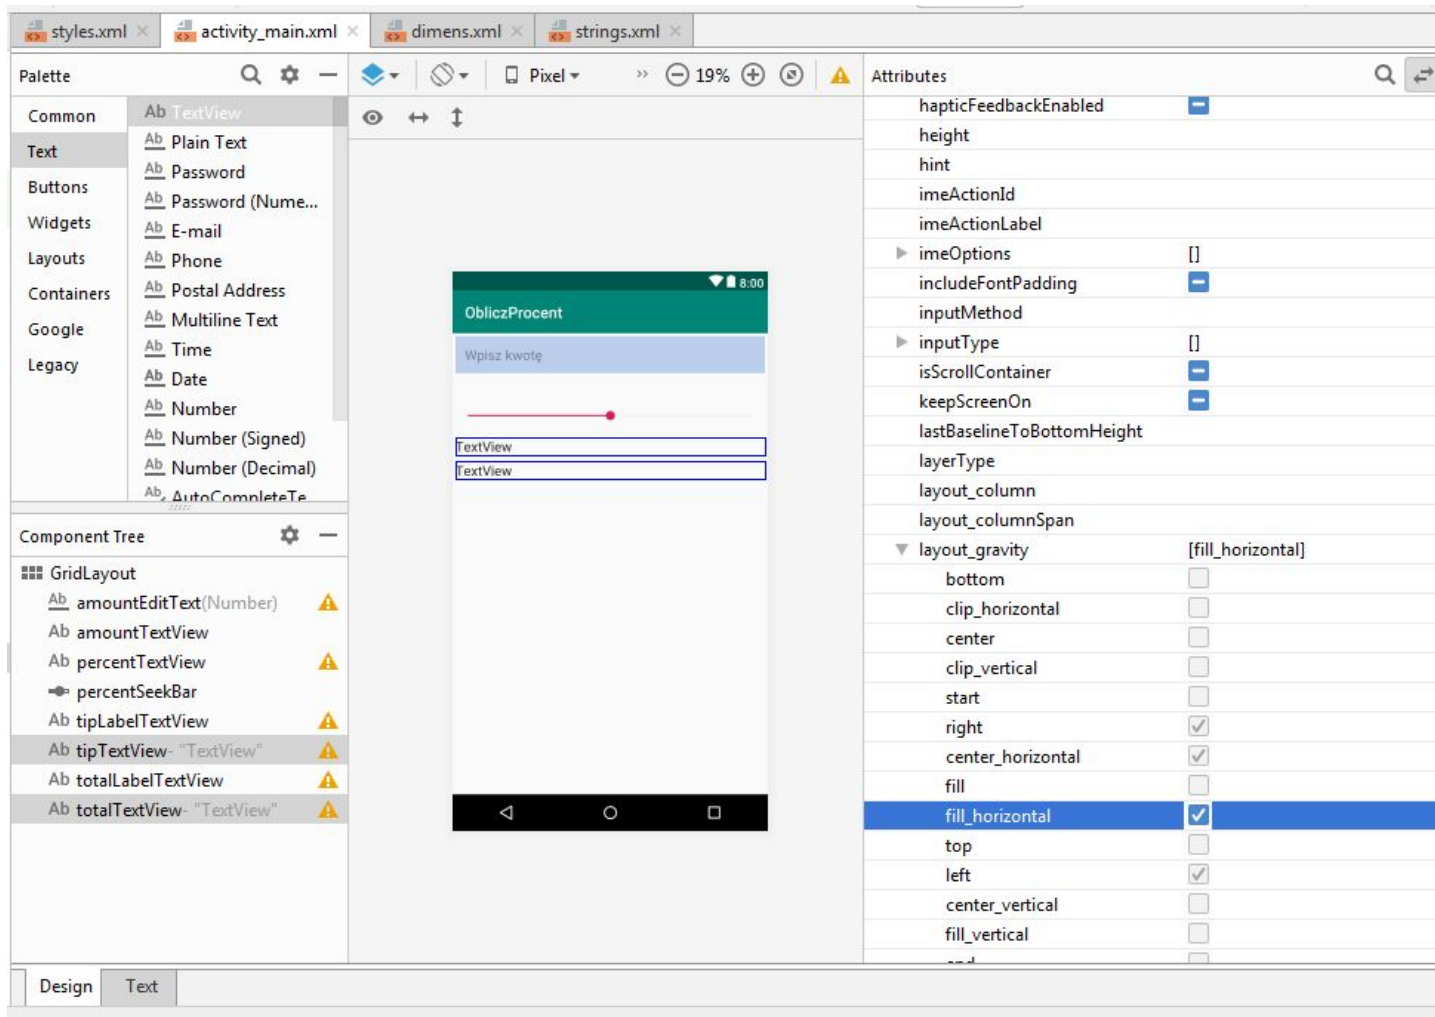 styles.xml
activity_main.xml
dimens.xml
strings.xml
Palette
Common
Text
Buttons
Widgets
Layouts
Containers
Google
Legacy
Ab TextView
Ab Plain Text
Ab Password
Ab Password (Nume...
Ab E-mail
Ab Phone
Ab Postal Address
Ab Multiline Text
Ab Time
Ab Date
Ab Number
Ab Number (Signed)
Ab Number (Decimal)
Ab AutoCompleteTe
Component Tree
GridLayout
Ab amountEditText(Number)
Ab amountTextView
Ab percentTextView
percentSeekBar
Ab tipLabelTextView
Ab tipTextView- "TextView"
Ab totalLabelTextView
Ab totalTextView- "TextView"
Pixel
»
19%
8:00
ObliczProcent
Wpisz kwotę
TextView
TextView
Attributes
hapticFeedbackEnabled
height
hint
imeActionId
imeActionLabel
imeOptions []
includeFontPadding
inputMethod
inputType []
isScrollContainer
keepScreenOn
lastBaselineToBottomHeight
layerType
layout_column
layout_columnSpan
layout_gravity [fill_horizontal]
bottom
clip_horizontal
center
clip_vertical
start
right
center_horizontal
fill
fill_horizontal
top
left
center_vertical
fill_vertical
Design
Text